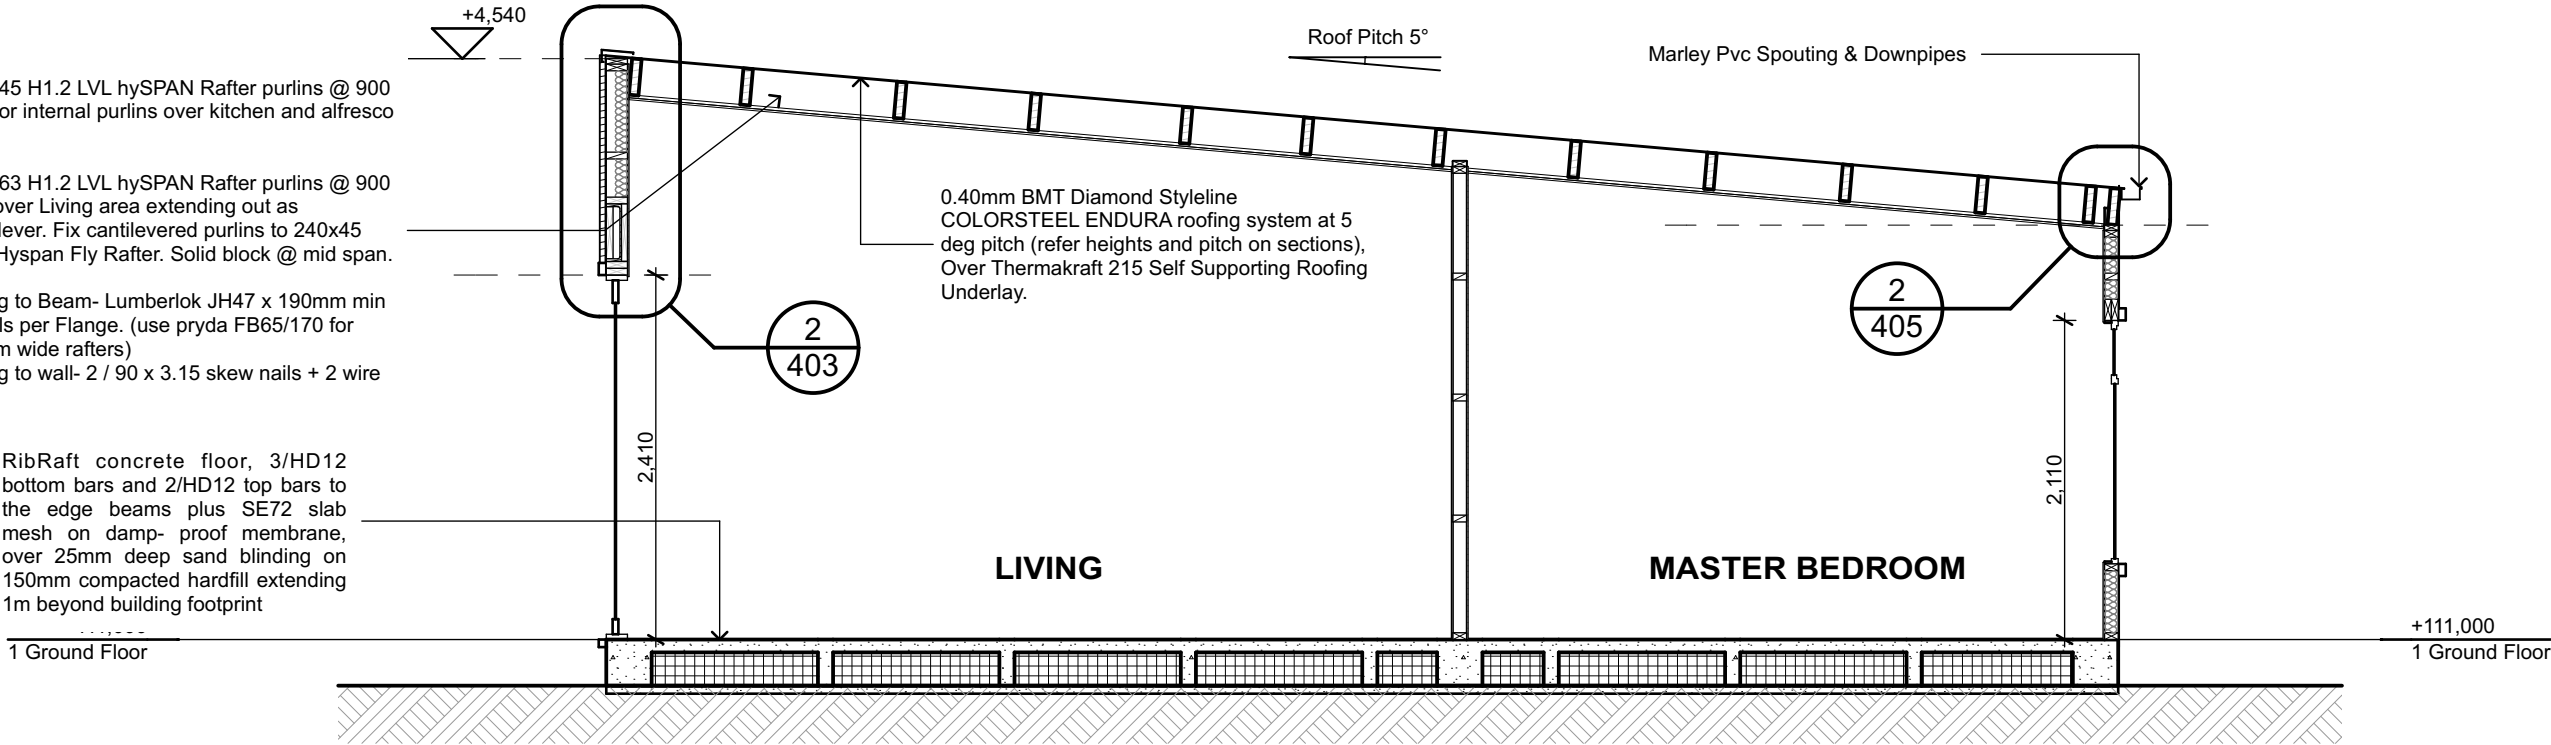 +4,540
45 H1.2 LVL hySPAN Rafter purlins @ 900
or internal purlins over kitchen and alfresco
63 H1.2 LVL hySPAN Rafter purlins @ 900
over Living area extending out as
lever. Fix cantilevered purlins to 240x45
Hyspan Fly Rafter. Solid block @ mid span.
g to Beam- Lumberlok JH47 x 190mm min
ls per Flange. (use pryda FB65/170 for
m wide rafters)
g to wall- 2 / 90 x 3.15 skew nails + 2 wire
RibRaft concrete floor, 3/HD12
bottom bars and 2/HD12 top bars to
the edge beams plus SE72 slab
mesh on damp- proof membrane,
over 25mm deep sand blinding on
150mm compacted hardfill extending
1m beyond building footprint
1 Ground Floor
Roof Pitch 5°
Marley Pvc Spouting & Downpipes
0.40mm BMT Diamond Styleline
COLORSTEEL ENDURA roofing system at 5
deg pitch (refer heights and pitch on sections),
Over Thermakraft 215 Self Supporting Roofing
Underlay.
2
403
2
405
2,410
2,110
LIVING
MASTER BEDROOM
+111,000
1 Ground Floor